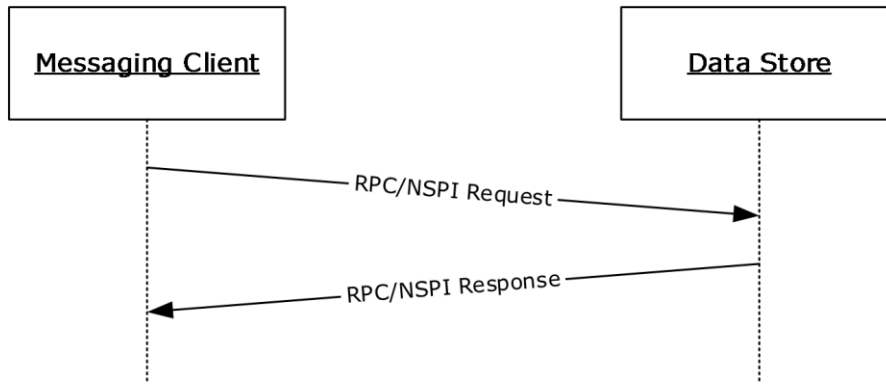 Messaging Client
Data Store
RPC/NSPI Request
RPC/NSPI Response